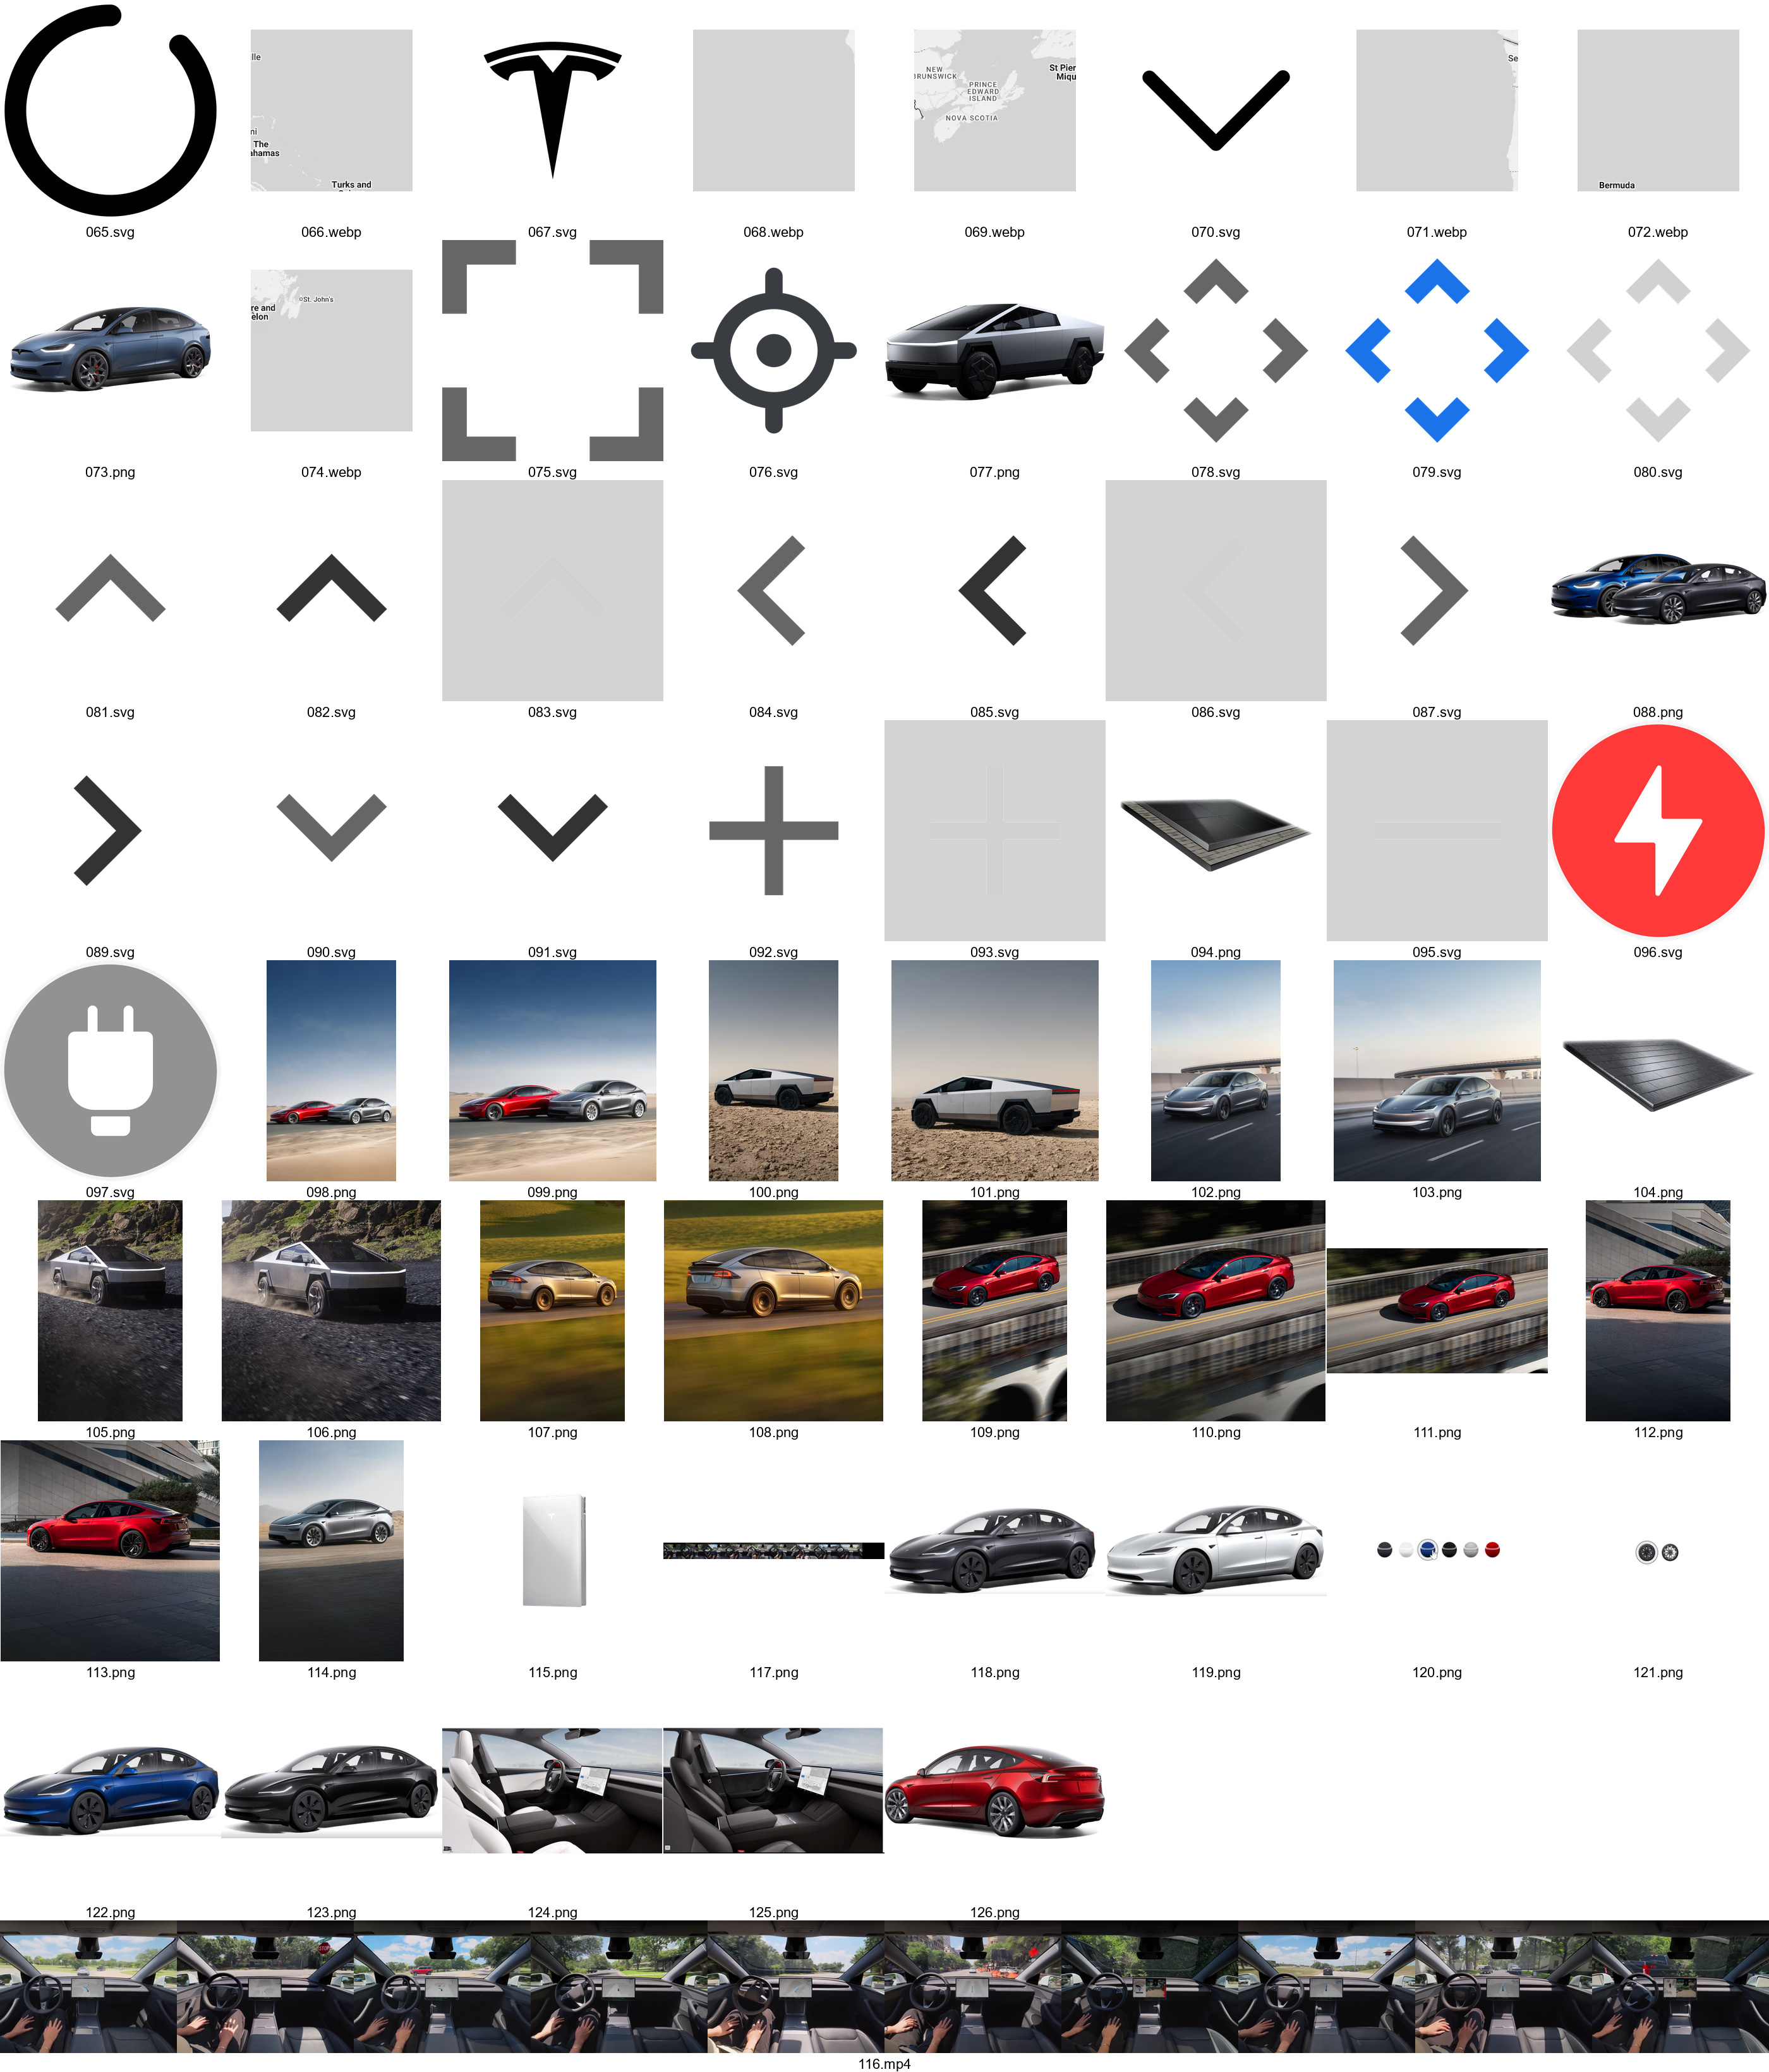 lle
mi
The
ahamas
Turks and
NEW
BRUNSWICK
PRINCE
EDWARD
ISLAND
NOVA SCOTIA
St Pier
Miqu
Se
Bermuda
065.svg
066.webp
067.svg
068.webp
069.webp
070.svg
071.webp
072.webp
St. John's
re and
elon
073.png
074.webp
075.svg
076.svg
077.png
078.svg
079.svg
080.svg
081.svg
082.svg
083.svg
084.svg
085.svg
086.svg
087.svg
088.png
089.svg
090.svg
091.svg
092.svg
093.svg
094.png
095.svg
096.svg
097.svg
098.png
099.png
100.png
101.png
102.png
103.png
104.png
105.png
106.png
107.png
108.png
109.png
110.png
111.png
112.png
113.png
114.png
115.png
117.png
118.png
119.png
120.png
121.png
122.png
123.png
124.png
125.png
126.png
116.mp4